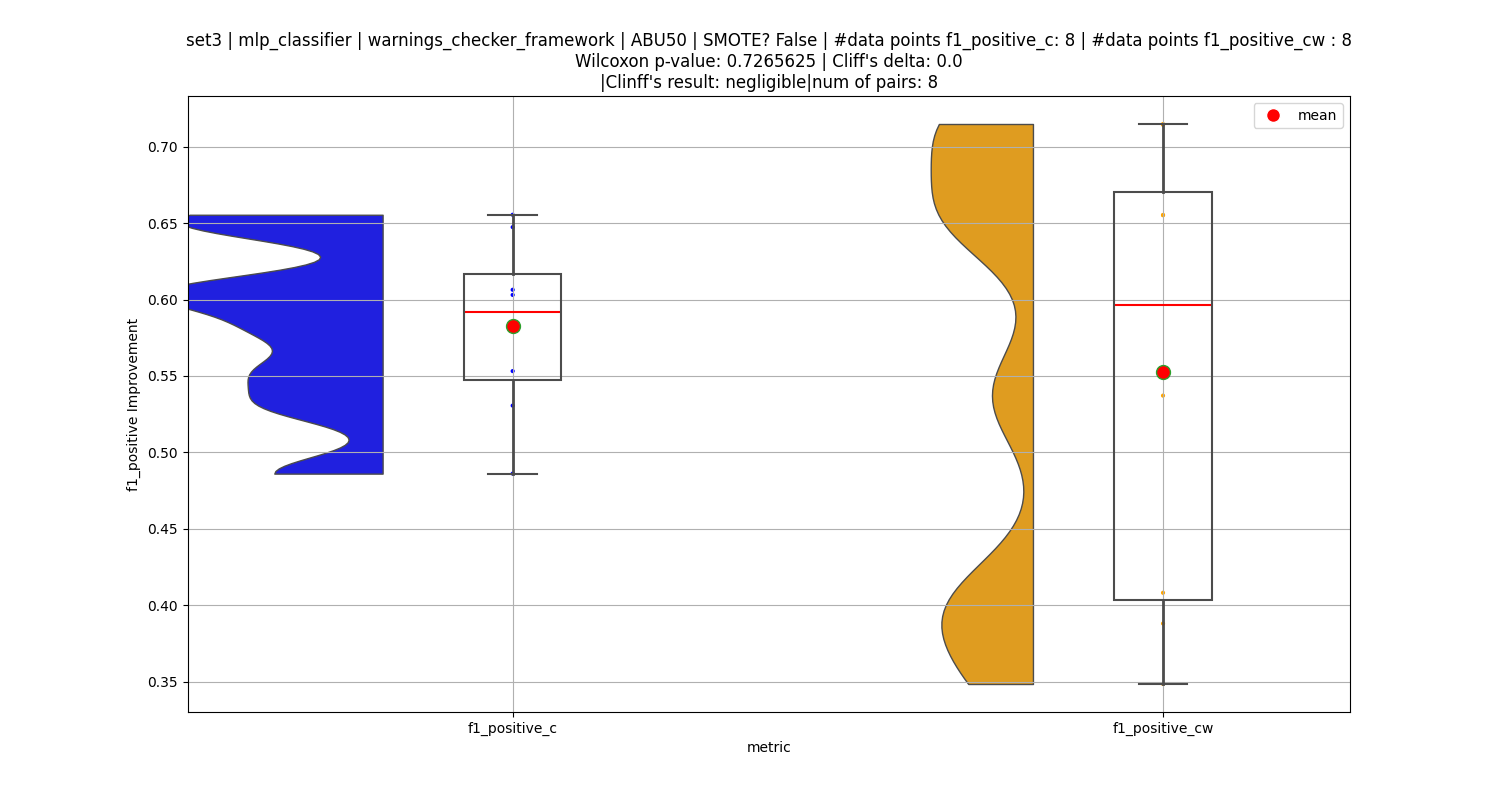 set3 | mlp_classifier | warnings_checker_framework | ABU50 | SMOTE? False | #data points f1_positive_c: 8 | #data points f1_positive_cw : 8
Wilcoxon p-value: 0.7265625 | Cliff's delta: 0.0
|Clinff's result: negligible|num of pairs: 8
mean
0.70
0.65
0.60
0.55
0.50
0.45
0.40
0.35
f1_positive Improvement
f1_positive_c
f1_positive_cw
metric